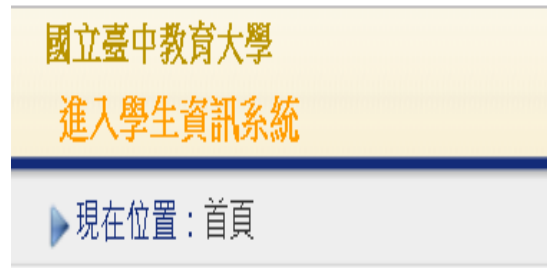 國立臺中教育大學
進入學生資訊系統
現在位置：首頁